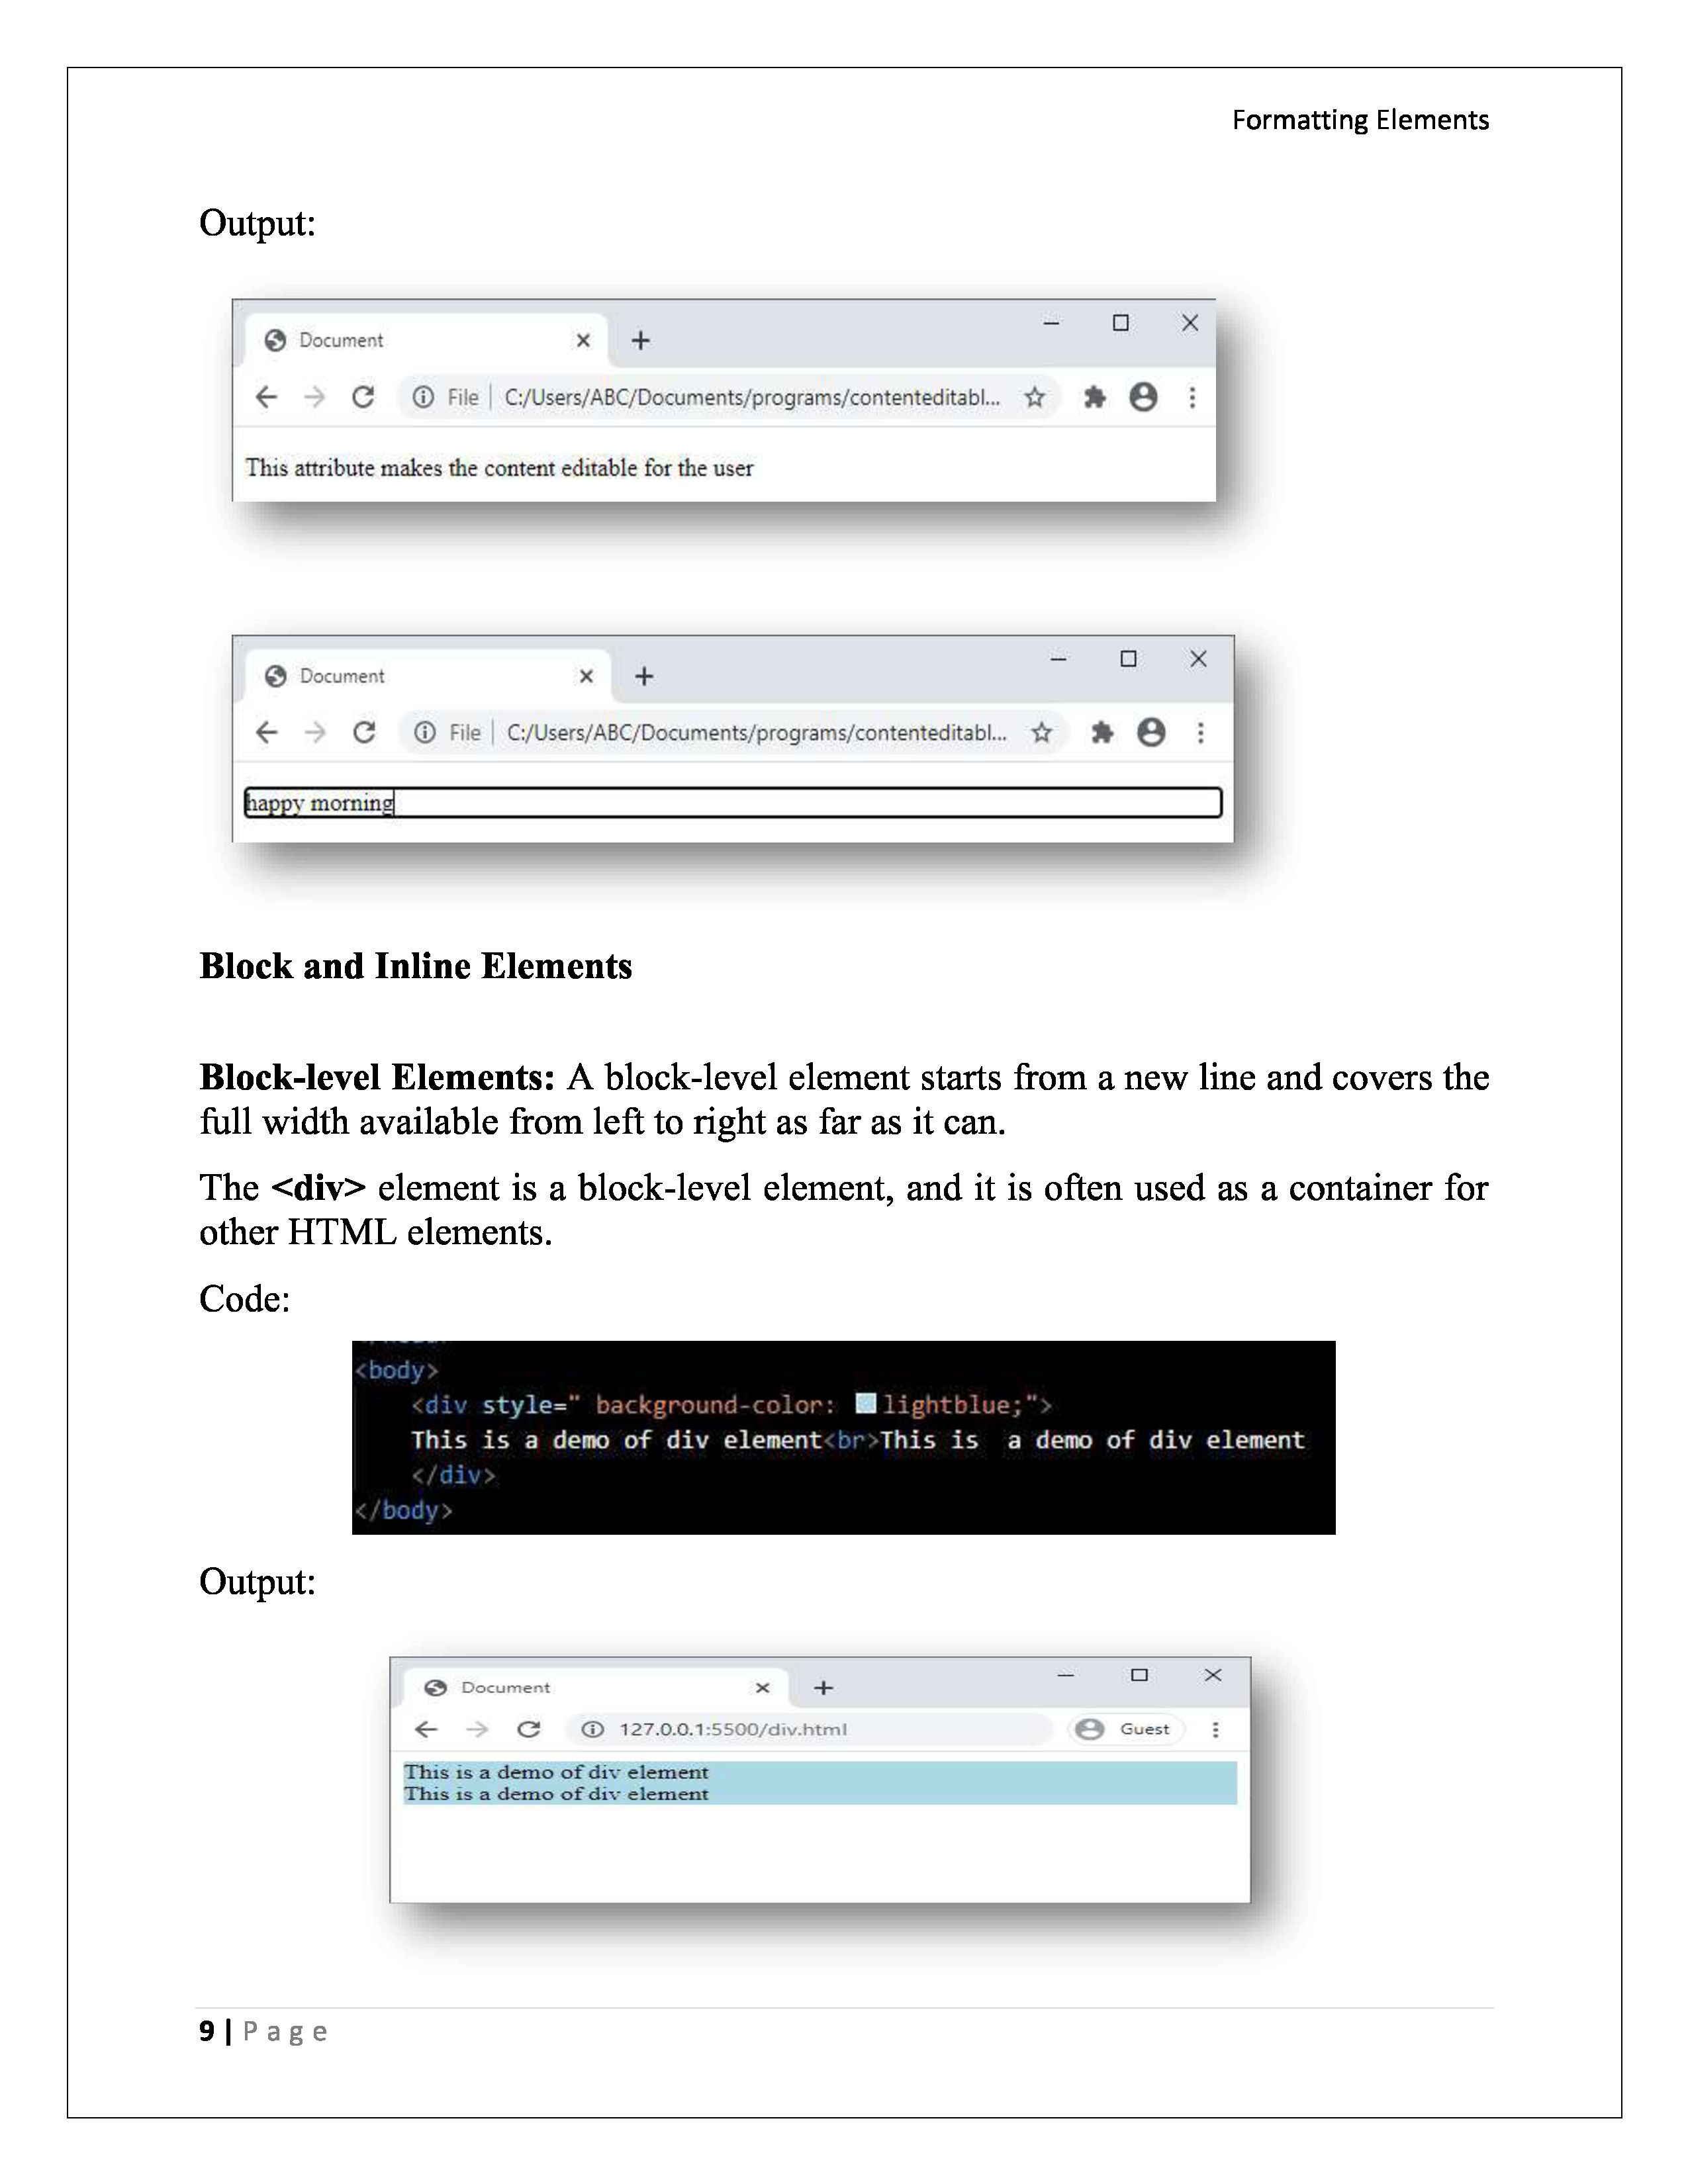 Formatting Elements
Output:
Document
File | C:/Users/ABC/Documents/programs/contenteditabl...
This attribute makes the content editable for the user
Document
File | C:/Users/ABC/Documents/programs/contenteditabl...
happy morning
Block and Inline Elements
Block-level Elements: A block-level element starts from a new line and covers the
full width available from left to right as far as it can.
The <div> element is a block-level element, and it is often used as a container for
other HTML elements.
Code:
<body>
<div style=" background-color: lightblue;">
This is a demo of div element<br>This is  a demo of div element
</div>
</body>
Output:
Document
127.0.0.1:5500/div.html Guest
This is a demo of div element
This is a demo of div element
9 | Page